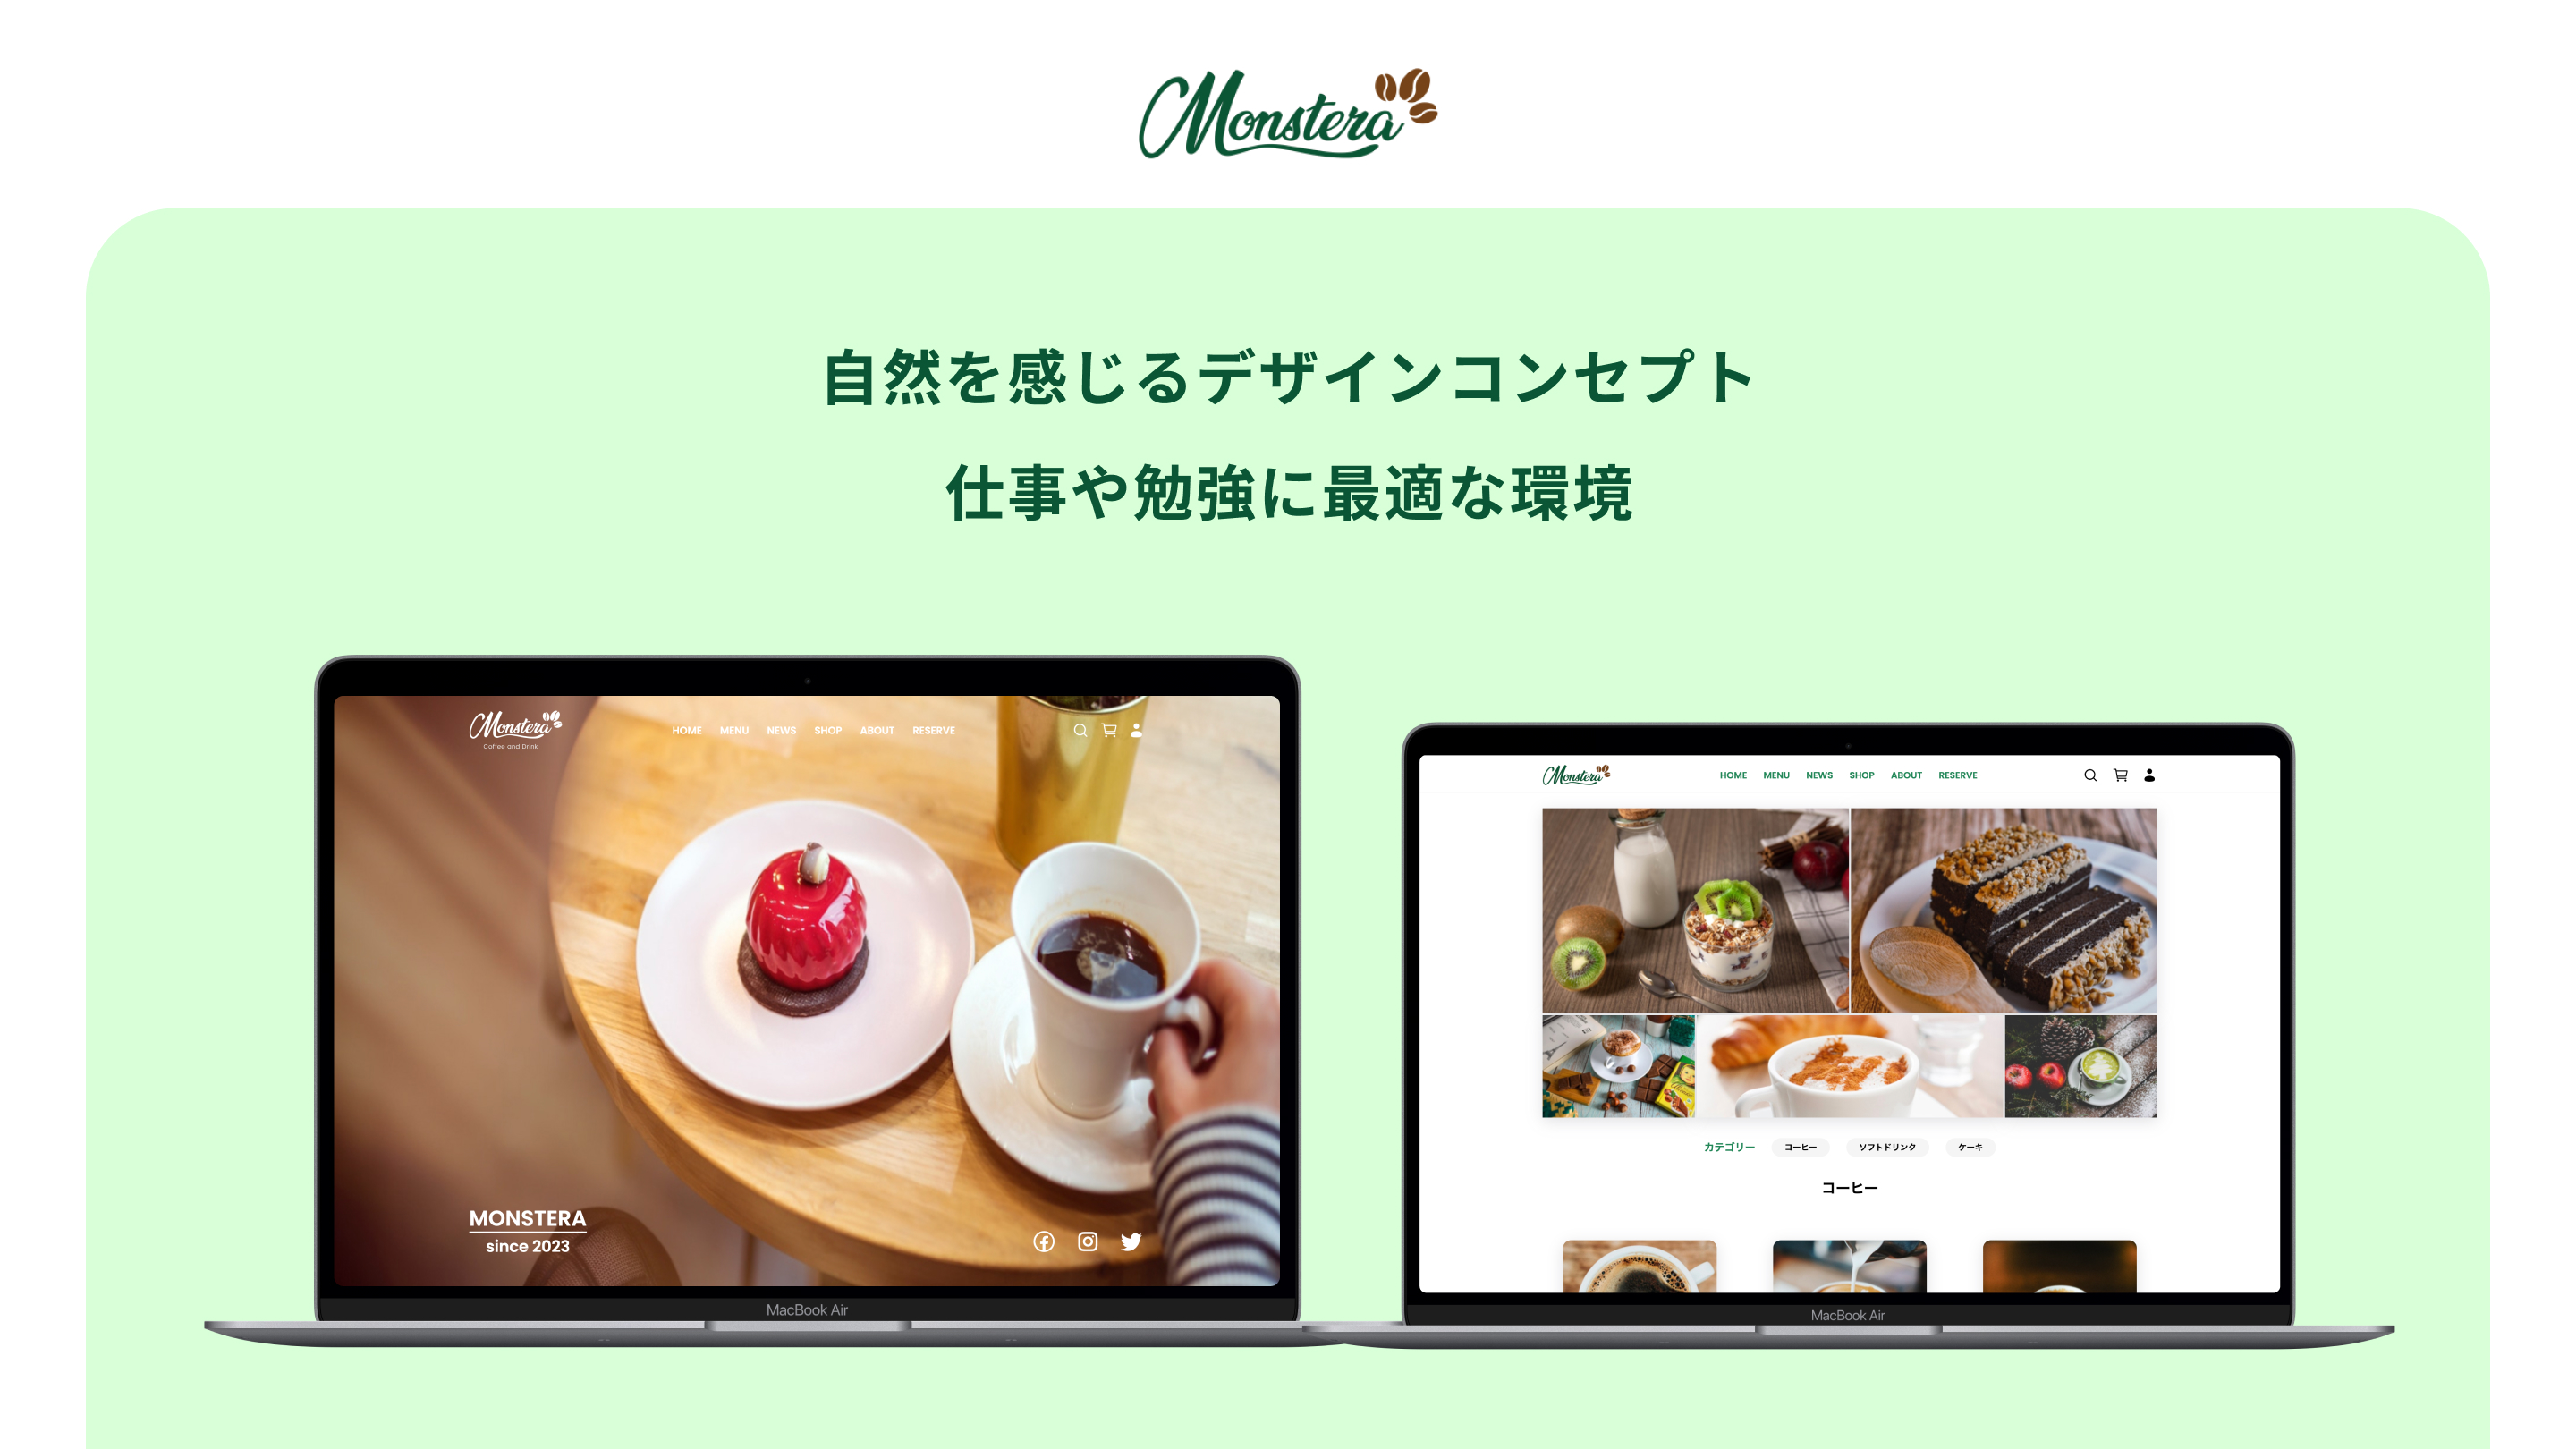 Monstera
自然を感じるデザインコンセプト
仕事や勉強に最適な環境
Monstera
Coffee and Drink
HOME MENU NEWS SHOP ABOUT RESERVE
MONSTERA
since 2023
MacBook Air
Monstera
HOME MENU NEWS SHOP ABOUT RESERVE
カテゴリー コーヒー ソフトドリンク ケーキ
コーヒー
MacBook Air